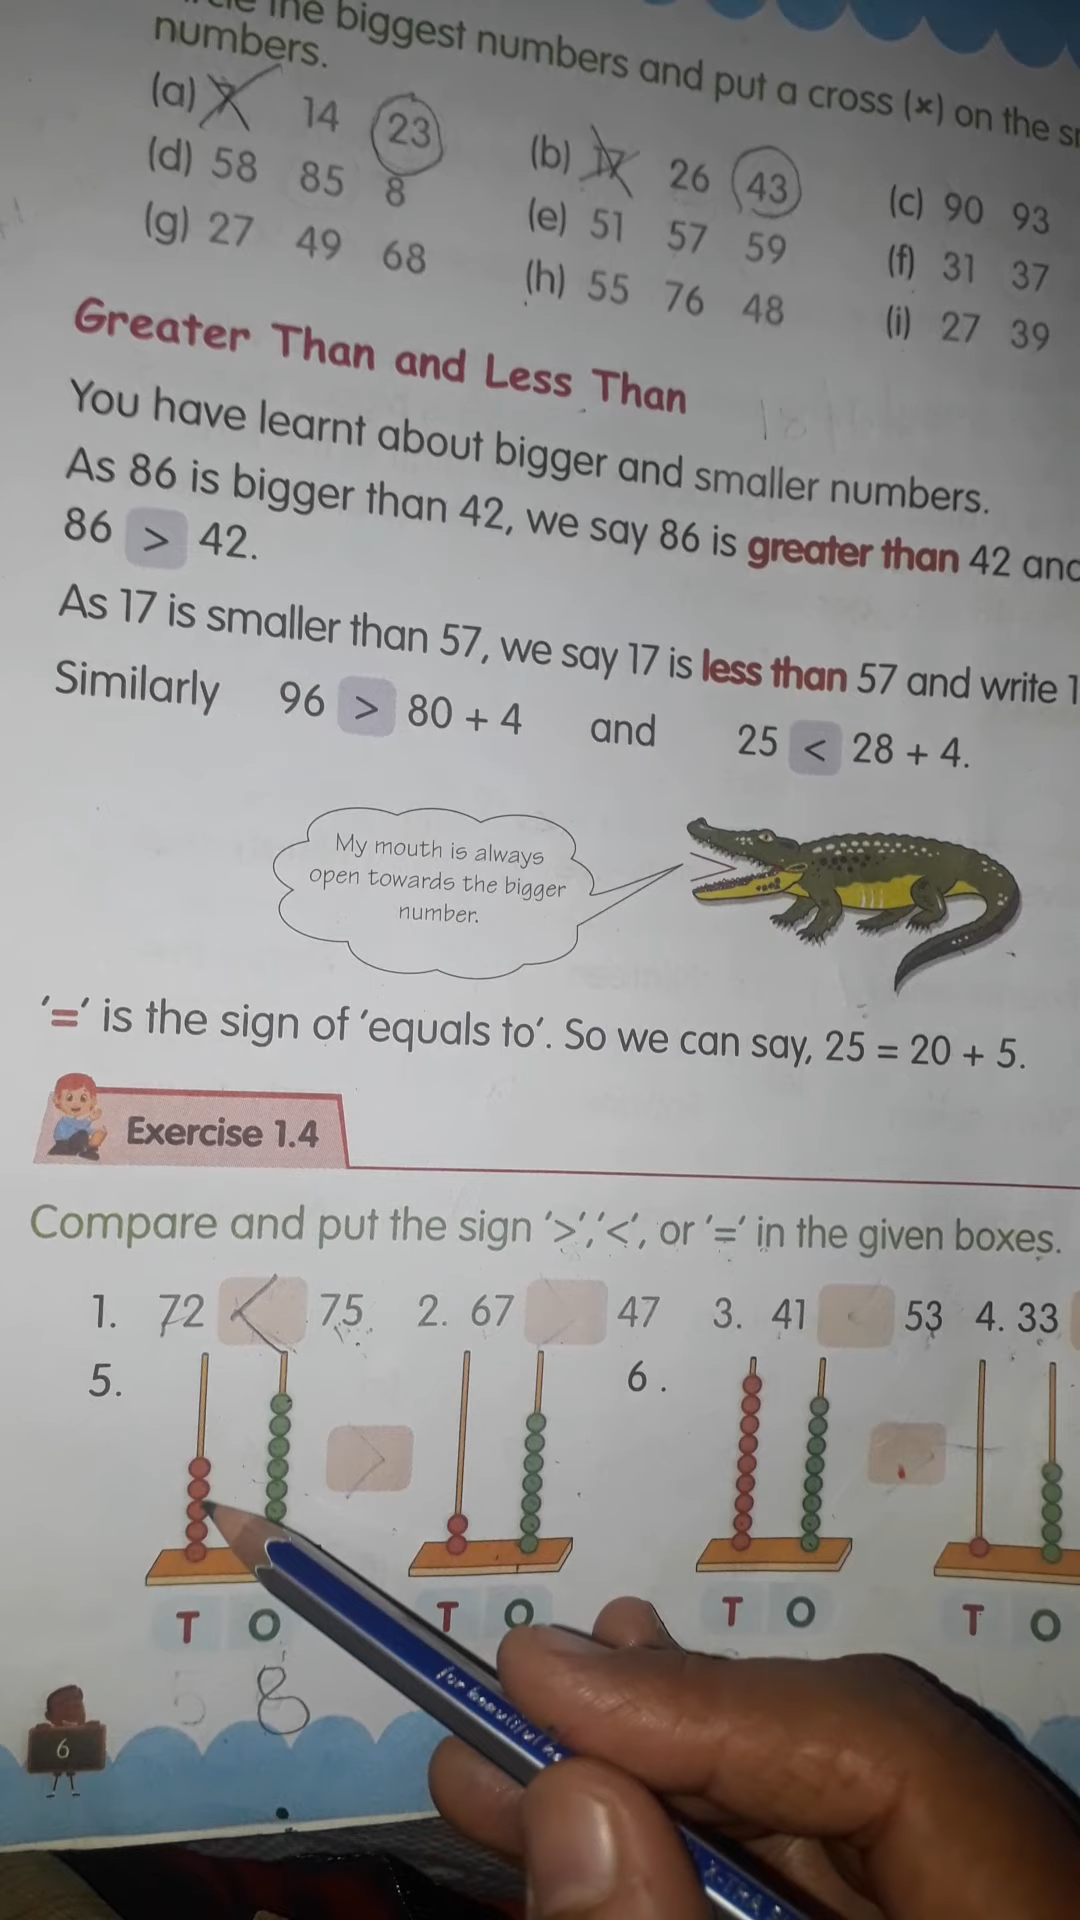 the biggest numbers and put a cross (×) on the
numbers.
(a) 7 14 23 (b) 17 26 43 (c) 90 93
(d) 58 85 8 (e) 51 57 59 (f) 31 37
(g) 27 49 68 (h) 55 76 48 (i) 27 39
Greater Than and Less Than
You have learnt about bigger and smaller numbers.
As 86 is bigger than 42, we say 86 is greater than 42 and
86 > 42.
As 17 is smaller than 57, we say 17 is less than 57 and write 1
Similarly 96 > 80 + 4 and 25 < 28 + 4.
My mouth is always
open towards the bigger
number.
'=' is the sign of 'equals to'. So we can say, 25 = 20 + 5.
Exercise 1.4
Compare and put the sign '>','<', or '=' in the given boxes.
1. 72 < 75 2. 67 47 3. 41 < 53 4. 33
5. > 6.
T O T O T O T O
5 8
6
for beautiful